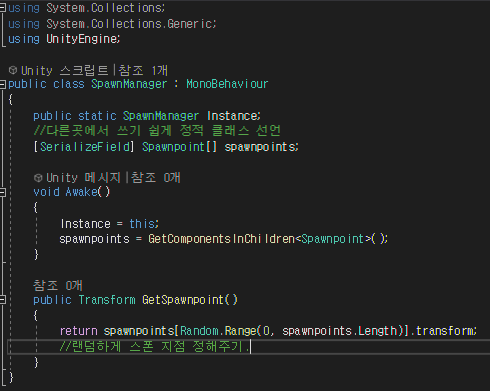 using System.Collections;
using System.Collections.Generic;
using UnityEngine;
Unity 스크립트|참조 1개
public class SpawnManager : MonoBehaviour
{
public static SpawnManager Instance;
//다른곳에서 쓰기 쉽게 정적 클래스 선언
[SerializeField] Spawnpoint[] spawnpoints;
Unity 메시지|참조 0개
void Awake()
{
Instance = this;
spawnpoints = GetComponentsInChildren<Spawnpoint>();
}
참조 0개
public Transform GetSpawnpoint()
{
return spawnpoints[Random.Range(0, spawnpoints.Length)].transform;
//랜덤하게 스폰 지점 정해주기.
}
}